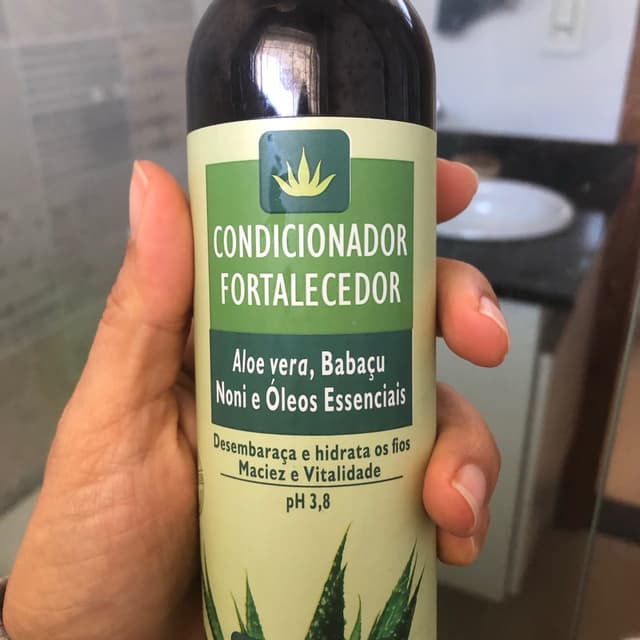 CONDICIONADOR
FORTALECEDOR
Aloe vera, Babaçu
Noni e Óleos Essenciais
Desembaraça e hidrata os fios
Maciez e Vitalidade
pH 3,8